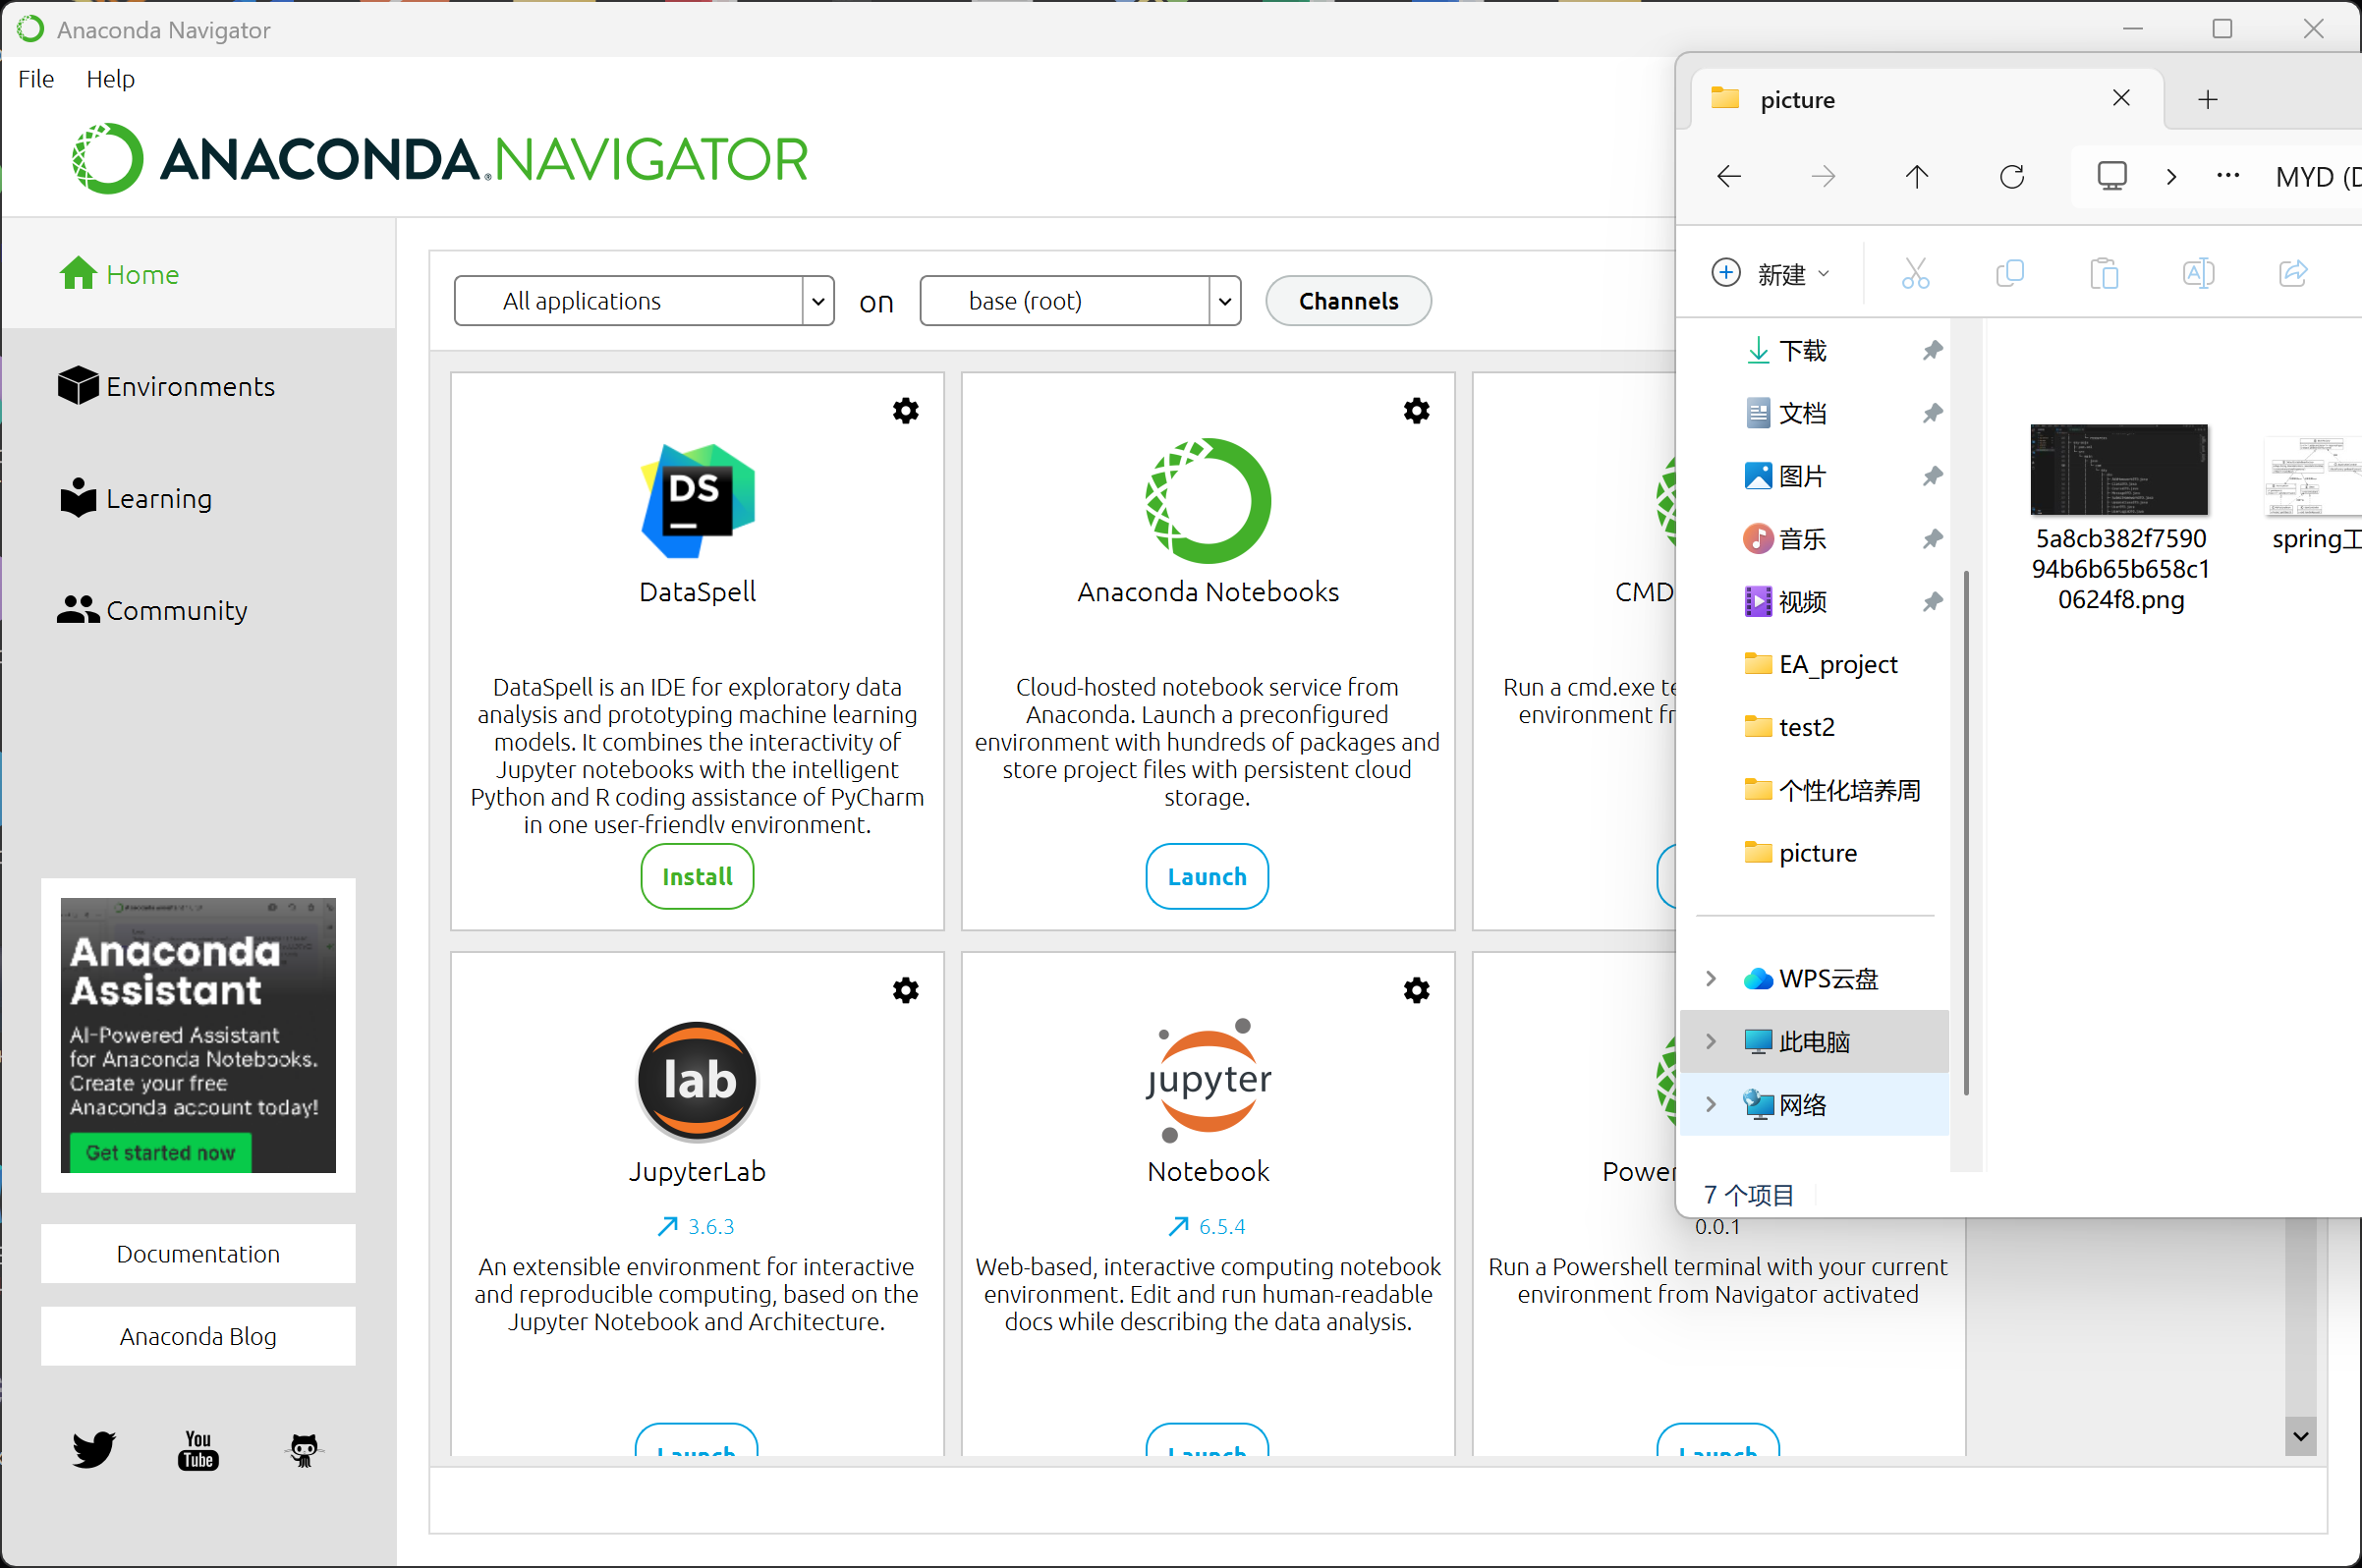 Anaconda Navigator
File Help
ANACONDA.NAVIGATOR
Home
Environments
Learning
Community
Anaconda
Assistant
AI-Powered Assistant
for Anaconda Notebooks.
Create your free
Anaconda account today!
Get started now
Documentation
Anaconda Blog
You
Tube
All applications on base (root) Channels
DS
DataSpell
DataSpell is an IDE for exploratory data
analysis and prototyping machine learning
models. It combines the interactivity of
Jupyter notebooks with the intelligent
Python and R coding assistance of PyCharm
in one user-friendly environment.
Install
Anaconda Notebooks
Cloud-hosted notebook service from
Anaconda. Launch a preconfigured
environment with hundreds of packages and
store project files with persistent cloud
storage.
Launch
CMD
Run a cmd.exe te
environment fr
lab
JupyterLab
3.6.3
An extensible environment for interactive
and reproducible computing, based on the
Jupyter Notebook and Architecture.
Launch
jupyter
Notebook
6.5.4
Web-based, interactive computing notebook
environment. Edit and run human-readable
docs while describing the data analysis.
Launch
Power
0.0.1
Run a Powershell terminal with your current
environment from Navigator activated
Launch
picture
MYD (D
新建
下载
文档
图片
音乐
视频
EA_project
test2
个性化培养周
picture
WPS云盘
此电脑
网络
5a8cb382f7590
94b6b65b658c1
0624f8.png
spring工
7 个项目